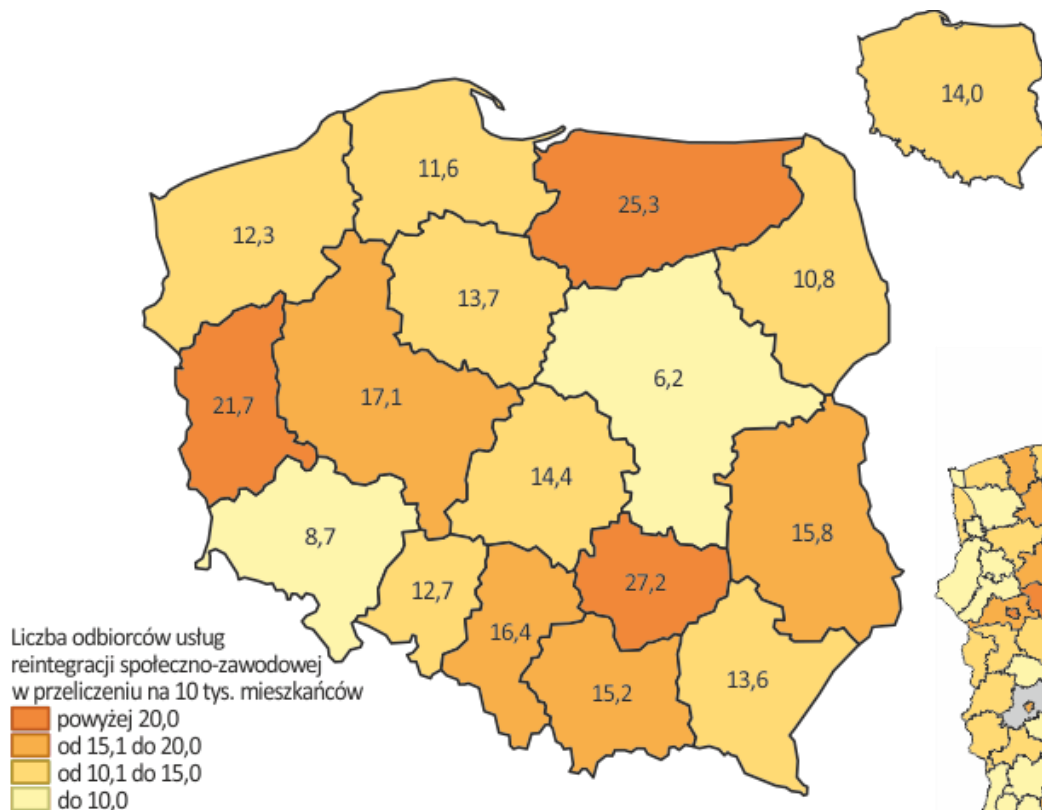 14,0
11,6
25,3
12,3
10,8
13,7
6,2
21,7
17,1
14,4
15,8
8,7
12,7
27,2
16,4
15,2
13,6
Liczba odbiorców usług
reintegracji społeczno-zawodowej
w przeliczeniu na 10 tys. mieszkańców
powyżej 20,0
od 15,1 do 20,0
od 10,1 do 15,0
do 10,0